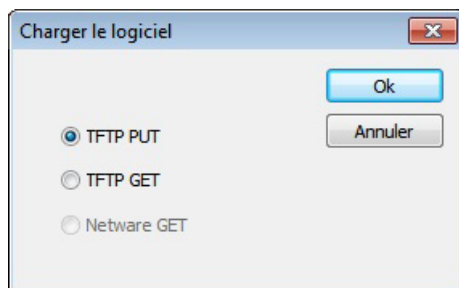 Charger le logiciel
Ok
TFTP PUT
Annuler
TFTP GET
Netware GET